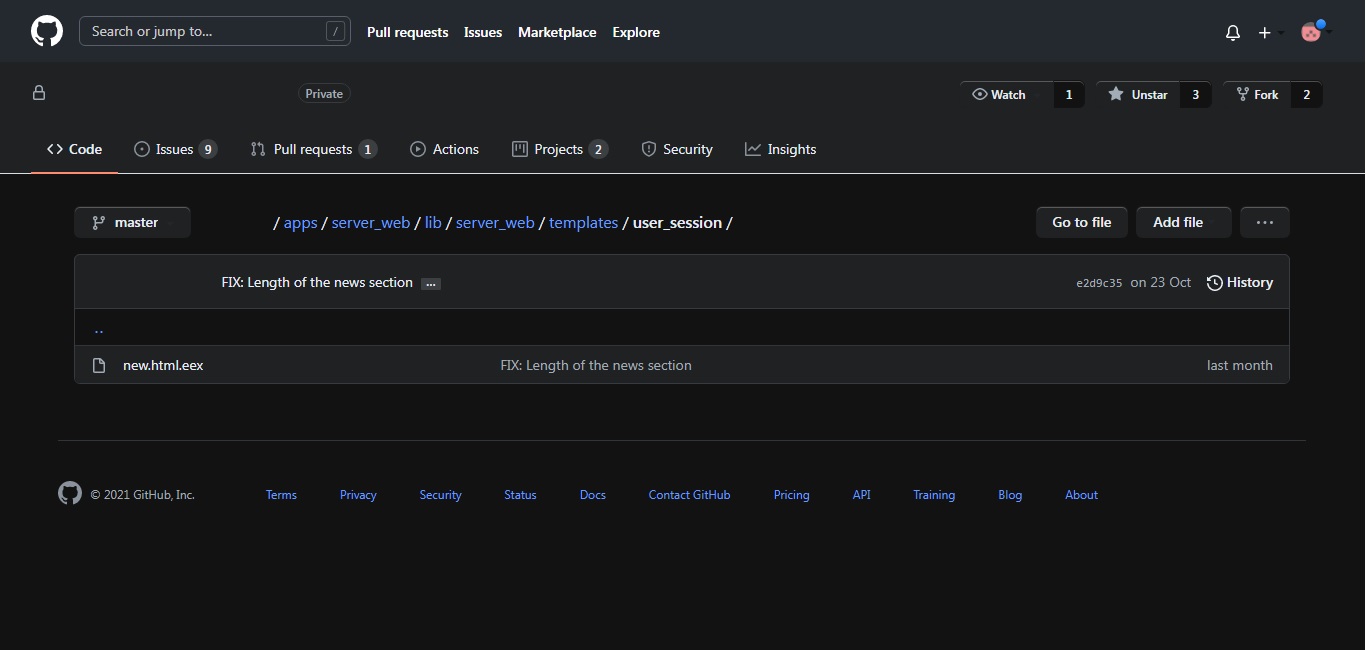 Search or jump to... / Pull requests Issues Marketplace Explore
Private Watch 1 Unstar 3 Fork 2
Code Issues 9 Pull requests 1 Actions Projects 2 Security Insights
master / apps / server_web / lib / server_web / templates / user_session / Go to file Add file ...
FIX: Length of the news section ... e2d9c35 on 23 Oct History
..
new.html.eex FIX: Length of the news section last month
© 2021 GitHub, Inc. Terms Privacy Security Status Docs Contact GitHub Pricing API Training Blog About